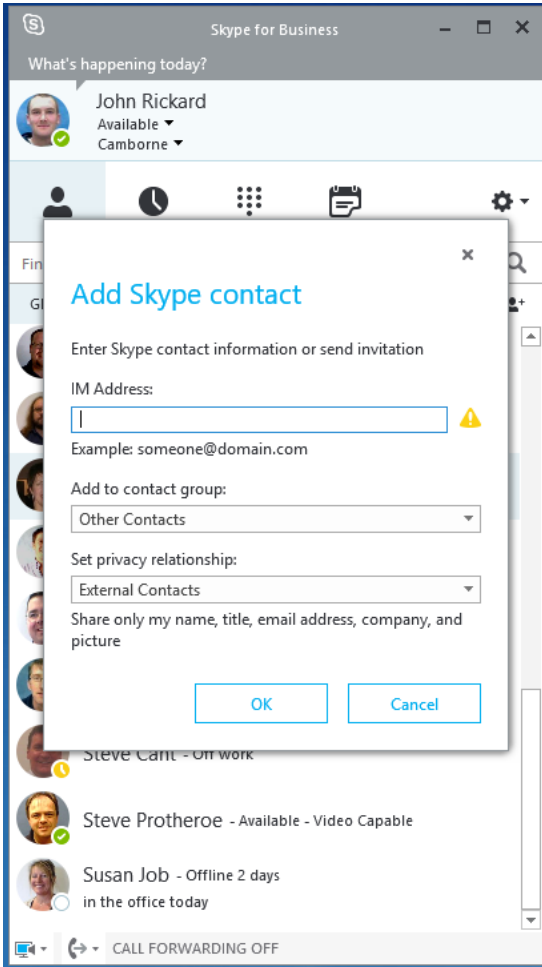 Skype for Business
What's happening today?
John Rickard
Available
Camborne
Fin
Add Skype contact
Enter Skype contact information or send invitation
IM Address:
Example: someone@domain.com
Add to contact group:
Other Contacts
Set privacy relationship:
External Contacts
Share only my name, title, email address, company, and
picture
OK Cancel
Steve Cant - Off work
Steve Protheroe - Available - Video Capable
Susan Job - Offline 2 days
in the office today
CALL FORWARDING OFF